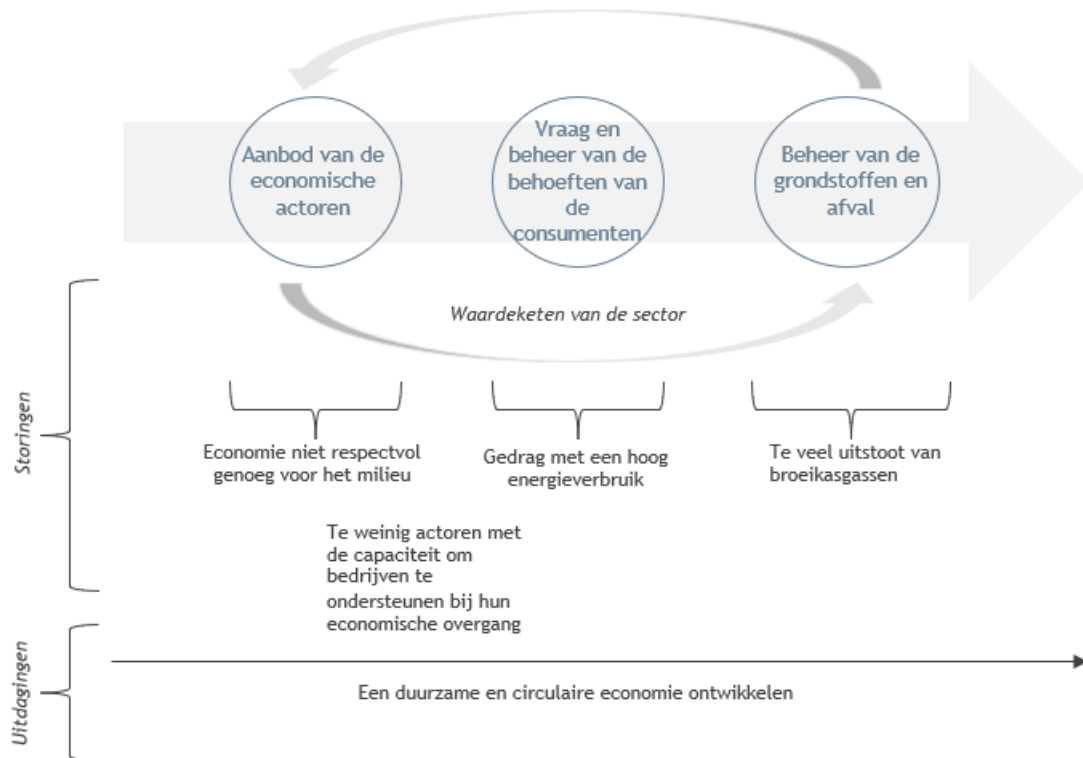 Aanbod van de
economische
actoren
Vraag en
beheer van de
behoeften van
de
consumenten
Beheer van de
grondstoffen en
afval
Waardeketen van de sector
Storingen
Economie niet respectvol
genoeg voor het milieu
Gedrag met een hoog
energieverbruik
Te veel uitstoot van
broeikasgassen
Te weinig actoren met
de capaciteit om
bedrijven te
ondersteunen bij hun
economische overgang
Uitdagingen
Een duurzame en circulaire economie ontwikkelen